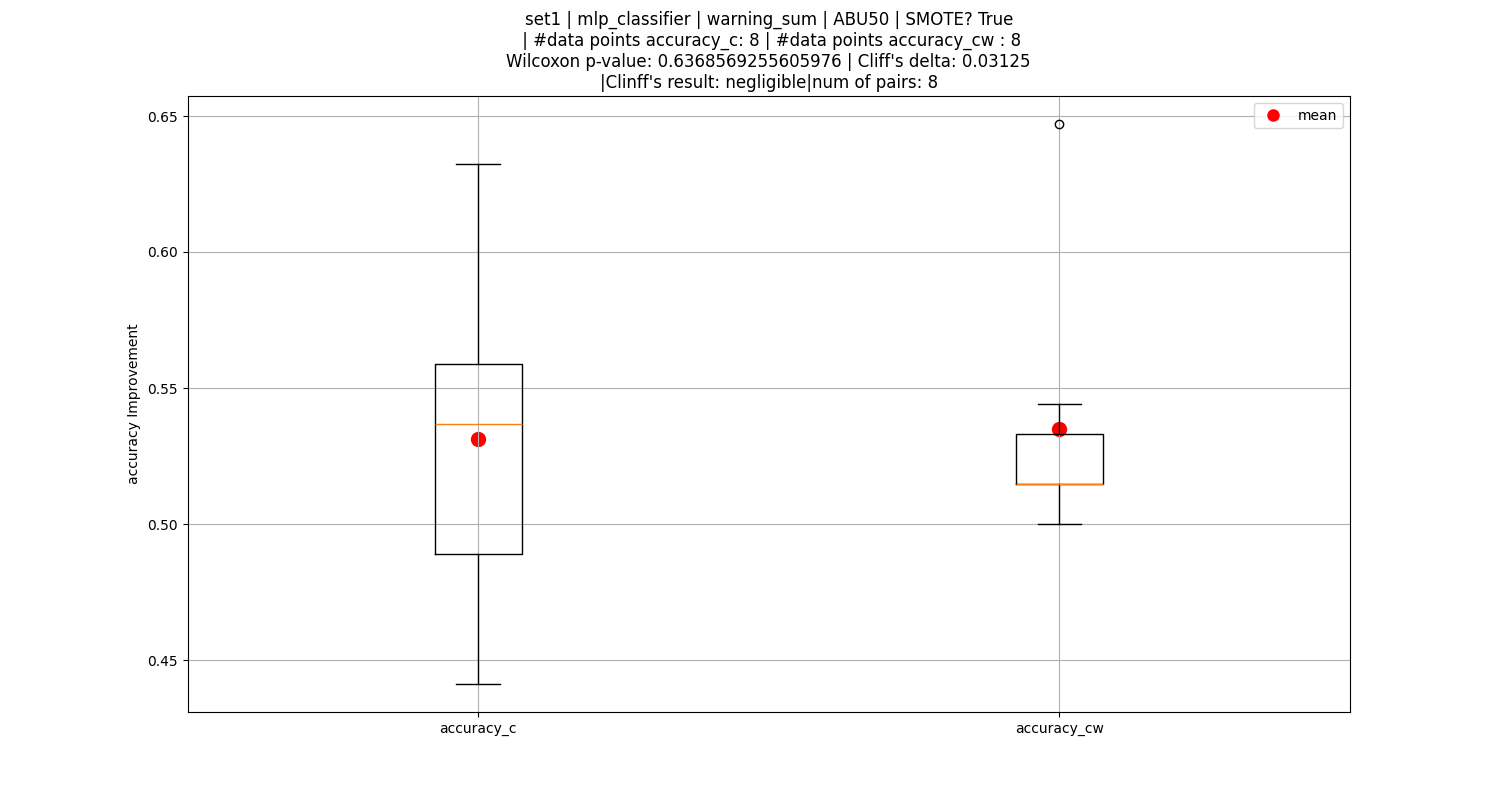 set1 | mlp_classifier | warning_sum | ABU50 | SMOTE? True
| #data points accuracy_c: 8 | #data points accuracy_cw : 8
Wilcoxon p-value: 0.6368569255605976 | Cliff's delta: 0.03125
|Clinff's result: negligible|num of pairs: 8
mean
0.65
0.60
0.55
0.50
0.45
accuracy Improvement
accuracy_c
accuracy_cw